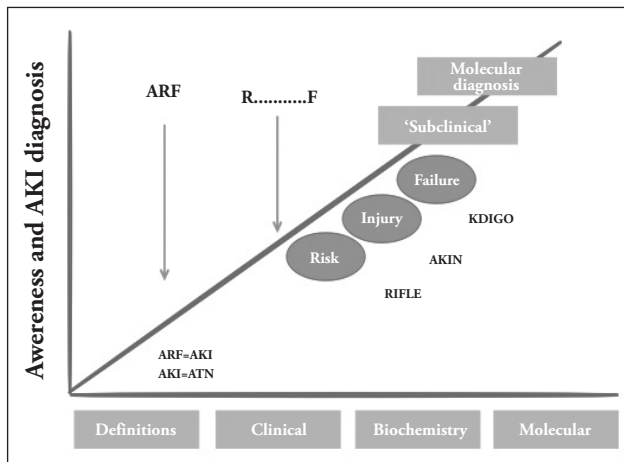 Awereness and AKI diagnosis
ARF
R...........F
Molecular
diagnosis
‘Subclinical’
Failure
Injury
Risk
KDIGO
AKIN
RIFLE
ARF=AKI
AKI=ATN
Definitions
Clinical
Biochemistry
Molecular